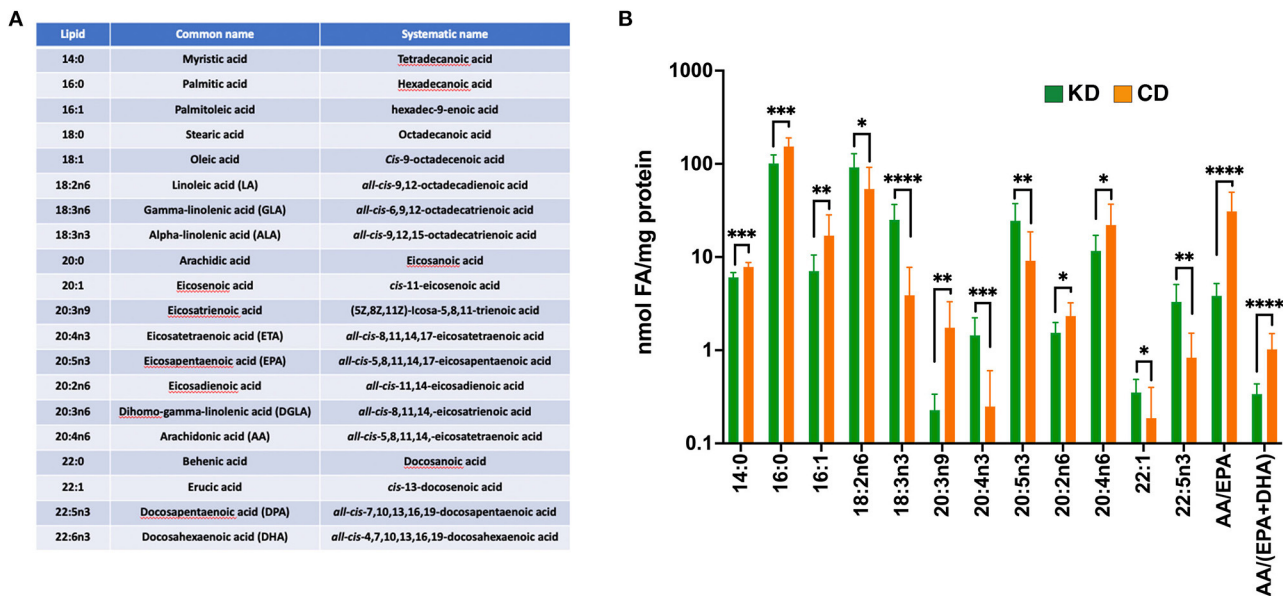 A
Lipid Common name Systematic name
14:0 Myristic acid Tetradecanoic acid
16:0 Palmitic acid Hexadecanoic acid
16:1 Palmitoleic acid hexadec-9-enoic acid
18:0 Stearic acid Octadecanoic acid
18:1 Oleic acid Cis-9-octadecenoic acid
18:2n6 Linoleic acid (LA) all-cis-9,12-octadecadienoic acid
18:3n6 Gamma-linolenic acid (GLA) all-cis-6,9,12-octadecatrienoic acid
18:3n3 Alpha-linolenic acid (ALA) all-cis-9,12,15-octadecatrienoic acid
20:0 Arachidic acid Eicosanoic acid
20:1 Eicosenoic acid cis-11-eicosenoic acid
20:3n9 Eicosatrienoic acid (5Z,8Z,11Z)-Icosa-5,8,11-trienoic acid
20:4n3 Eicosatetraenoic acid (ETA) all-cis-8,11,14,17-eicosatetraenoic acid
20:5n3 Eicosapentaenoic acid (EPA) all-cis-5,8,11,14,17-eicosapentaenoic acid
20:2n6 Eicosadienoic acid all-cis-11,14-eicosadienoic acid
20:3n6 Dihomo-gamma-linolenic acid (DGLA) all-cis-8,11,14,-eicosatrienoic acid
20:4n6 Arachidonic acid (AA) all-cis-5,8,11,14,-eicosatetraenoic acid
22:0 Behenic acid Docosanoic acid
22:1 Erucic acid cis-13-docosenoic acid
22:5n3 Docosapentaenoic acid (DPA) all-cis-7,10,13,16,19-docosapentaenoic acid
22:6n3 Docosahexaenoic acid (DHA) all-cis-4,7,10,13,16,19-docosahexaenoic acid
B
nmol FA/mg protein
1000
100
10
1
0.1
KD CD
***
***
**
*
****
**
***
**
*
*
*
**
****
****
14:0
16:0
16:1
18:2n6
18:3n3
20:3n9
20:4n3
20:5n3
20:2n6
20:4n6
22:1
22:5n3
AA/EPA
AA/(EPA+DHA)